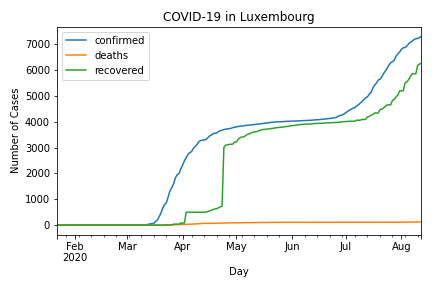 COVID-19 in Luxembourg
confirmed
deaths
recovered
Number of Cases
7000
6000
5000
4000
3000
2000
1000
0
Feb Mar Apr May Jun Jul Aug
2020
Day